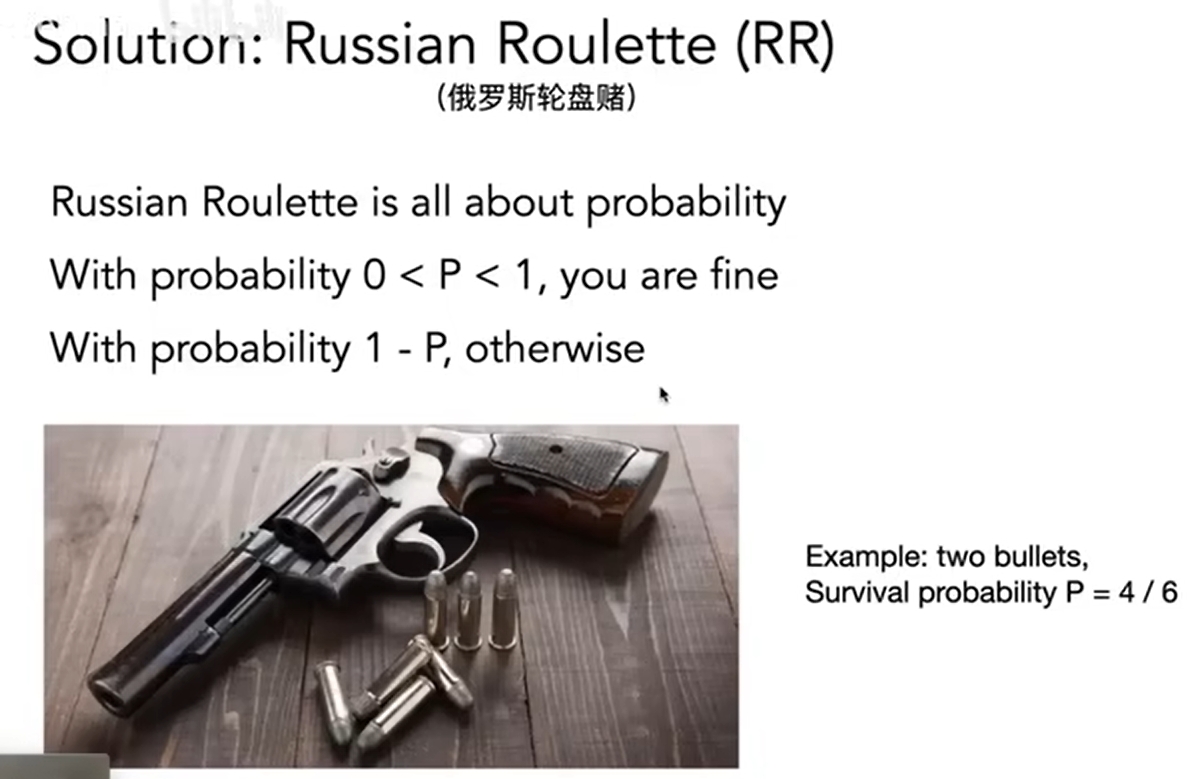 Solution: Russian Roulette (RR)
(俄罗斯轮盘赌)
Russian Roulette is all about probability
With probability 0 < P < 1, you are fine
With probability 1 - P, otherwise
Example: two bullets,
Survival probability P = 4 / 6